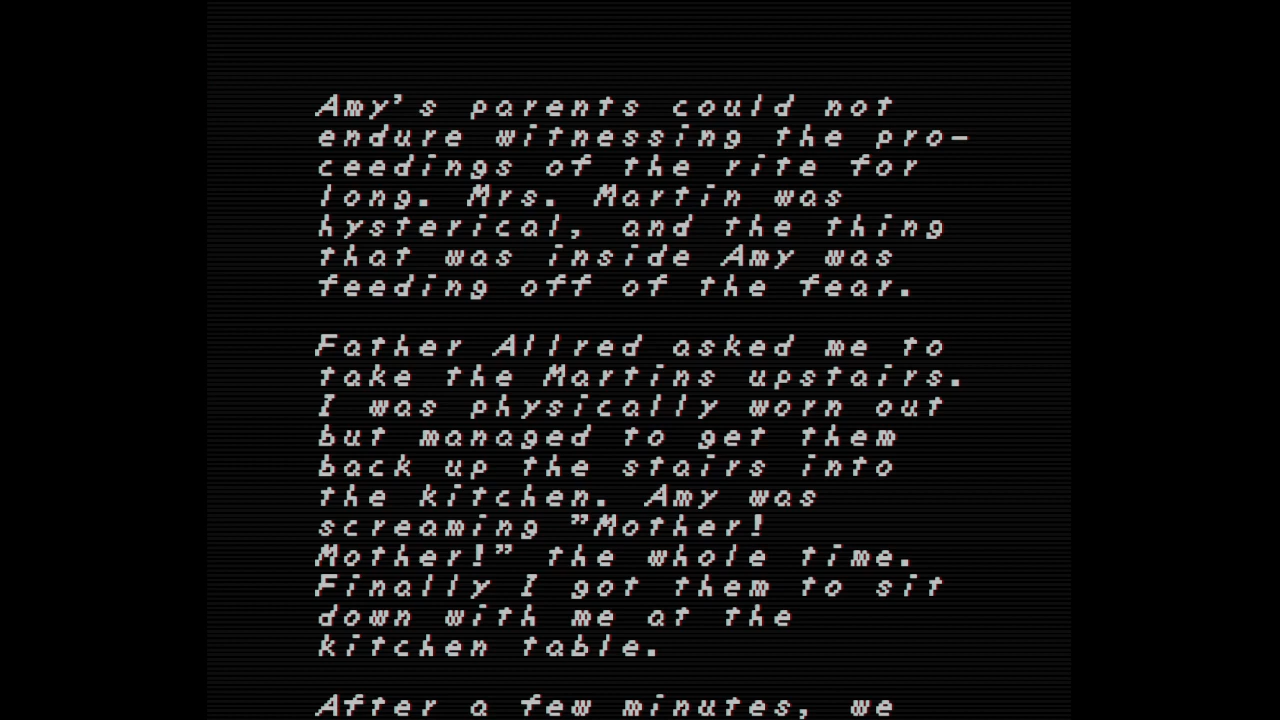 Amy's parents could not
endure witnessing the pro-
ceedings of the rite for
long. Mrs. Martin was
hysterical, and the thing
that was inside Amy was
feeding off of the fear.
Father Allred asked me to
take the Martins upstairs.
I was physically worn out
but managed to get them
back up the stairs into
the kitchen. Amy was
screaming "Mother!
Mother!" the whole time.
Finally I got them to sit
down with me at the
kitchen table.
After a few minutes, we